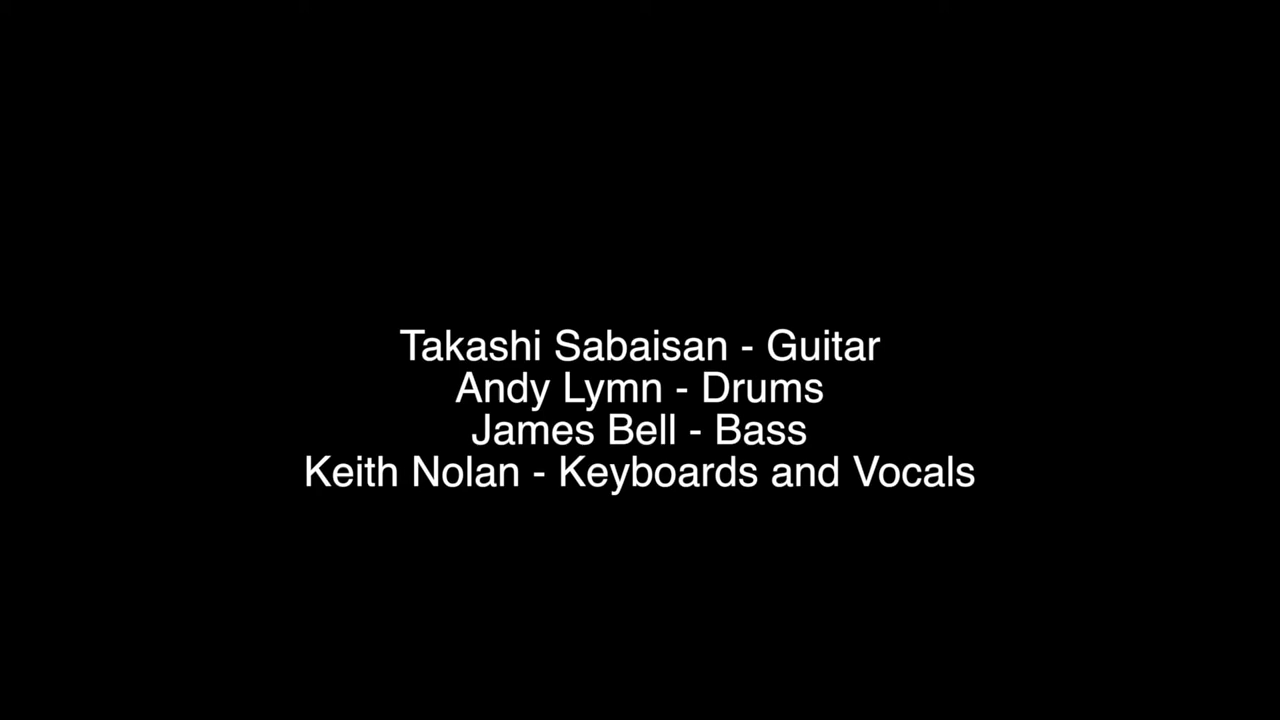 Takashi Sabaisan - Guitar
Andy Lymn - Drums
James Bell - Bass
Keith Nolan - Keyboards and Vocals